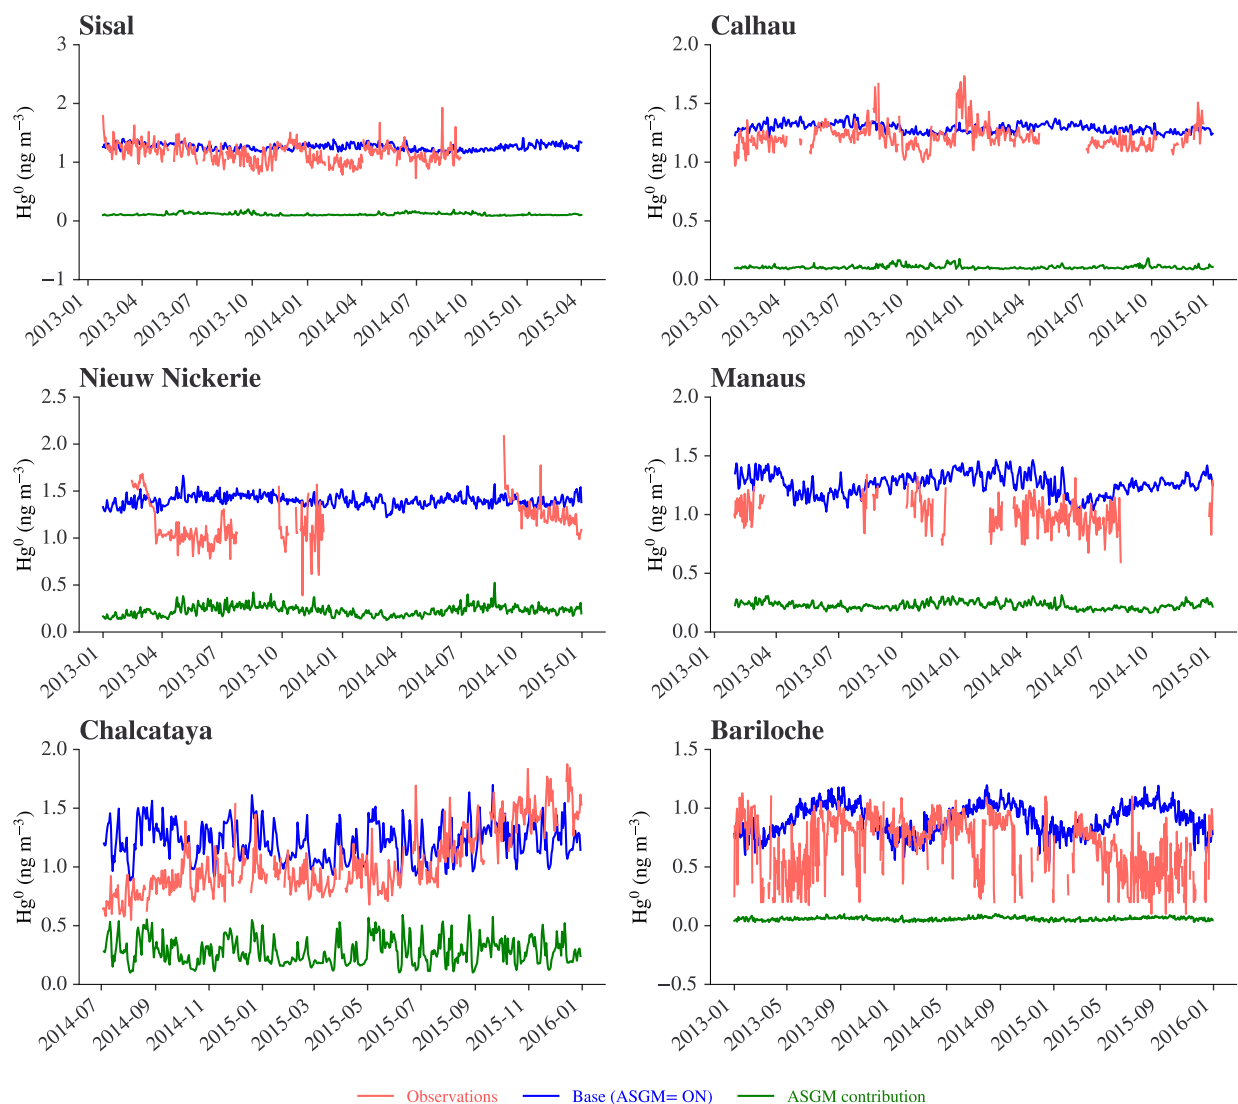 Sisal
Hg⁰ (ng m⁻³)
3
2
1
0
−1
2013-01 2013-04 2013-07 2013-10 2014-01 2014-04 2014-07 2014-10 2015-01 2015-04
Calhau
Hg⁰ (ng m⁻³)
2.0
1.5
1.0
0.5
0.0
2013-01 2013-04 2013-07 2013-10 2014-01 2014-04 2014-07 2014-10 2015-01
Nieuw Nickerie
Hg⁰ (ng m⁻³)
2.5
2.0
1.5
1.0
0.5
0.0
2013-01 2013-04 2013-07 2013-10 2014-01 2014-04 2014-07 2014-10 2015-01
Manaus
Hg⁰ (ng m⁻³)
2.0
1.5
1.0
0.5
0.0
2013-01 2013-04 2013-07 2013-10 2014-01 2014-04 2014-07 2014-10 2015-01
Chalcataya
Hg⁰ (ng m⁻³)
2.0
1.5
1.0
0.5
0.0
2014-07 2014-09 2014-11 2015-01 2015-03 2015-05 2015-07 2015-09 2015-11 2016-01
Bariloche
Hg⁰ (ng m⁻³)
1.5
1.0
0.5
0.0
−0.5
2013-01 2013-05 2013-09 2014-01 2014-05 2014-09 2015-01 2015-05 2015-09 2016-01
Observations Base (ASGM= ON) ASGM contribution